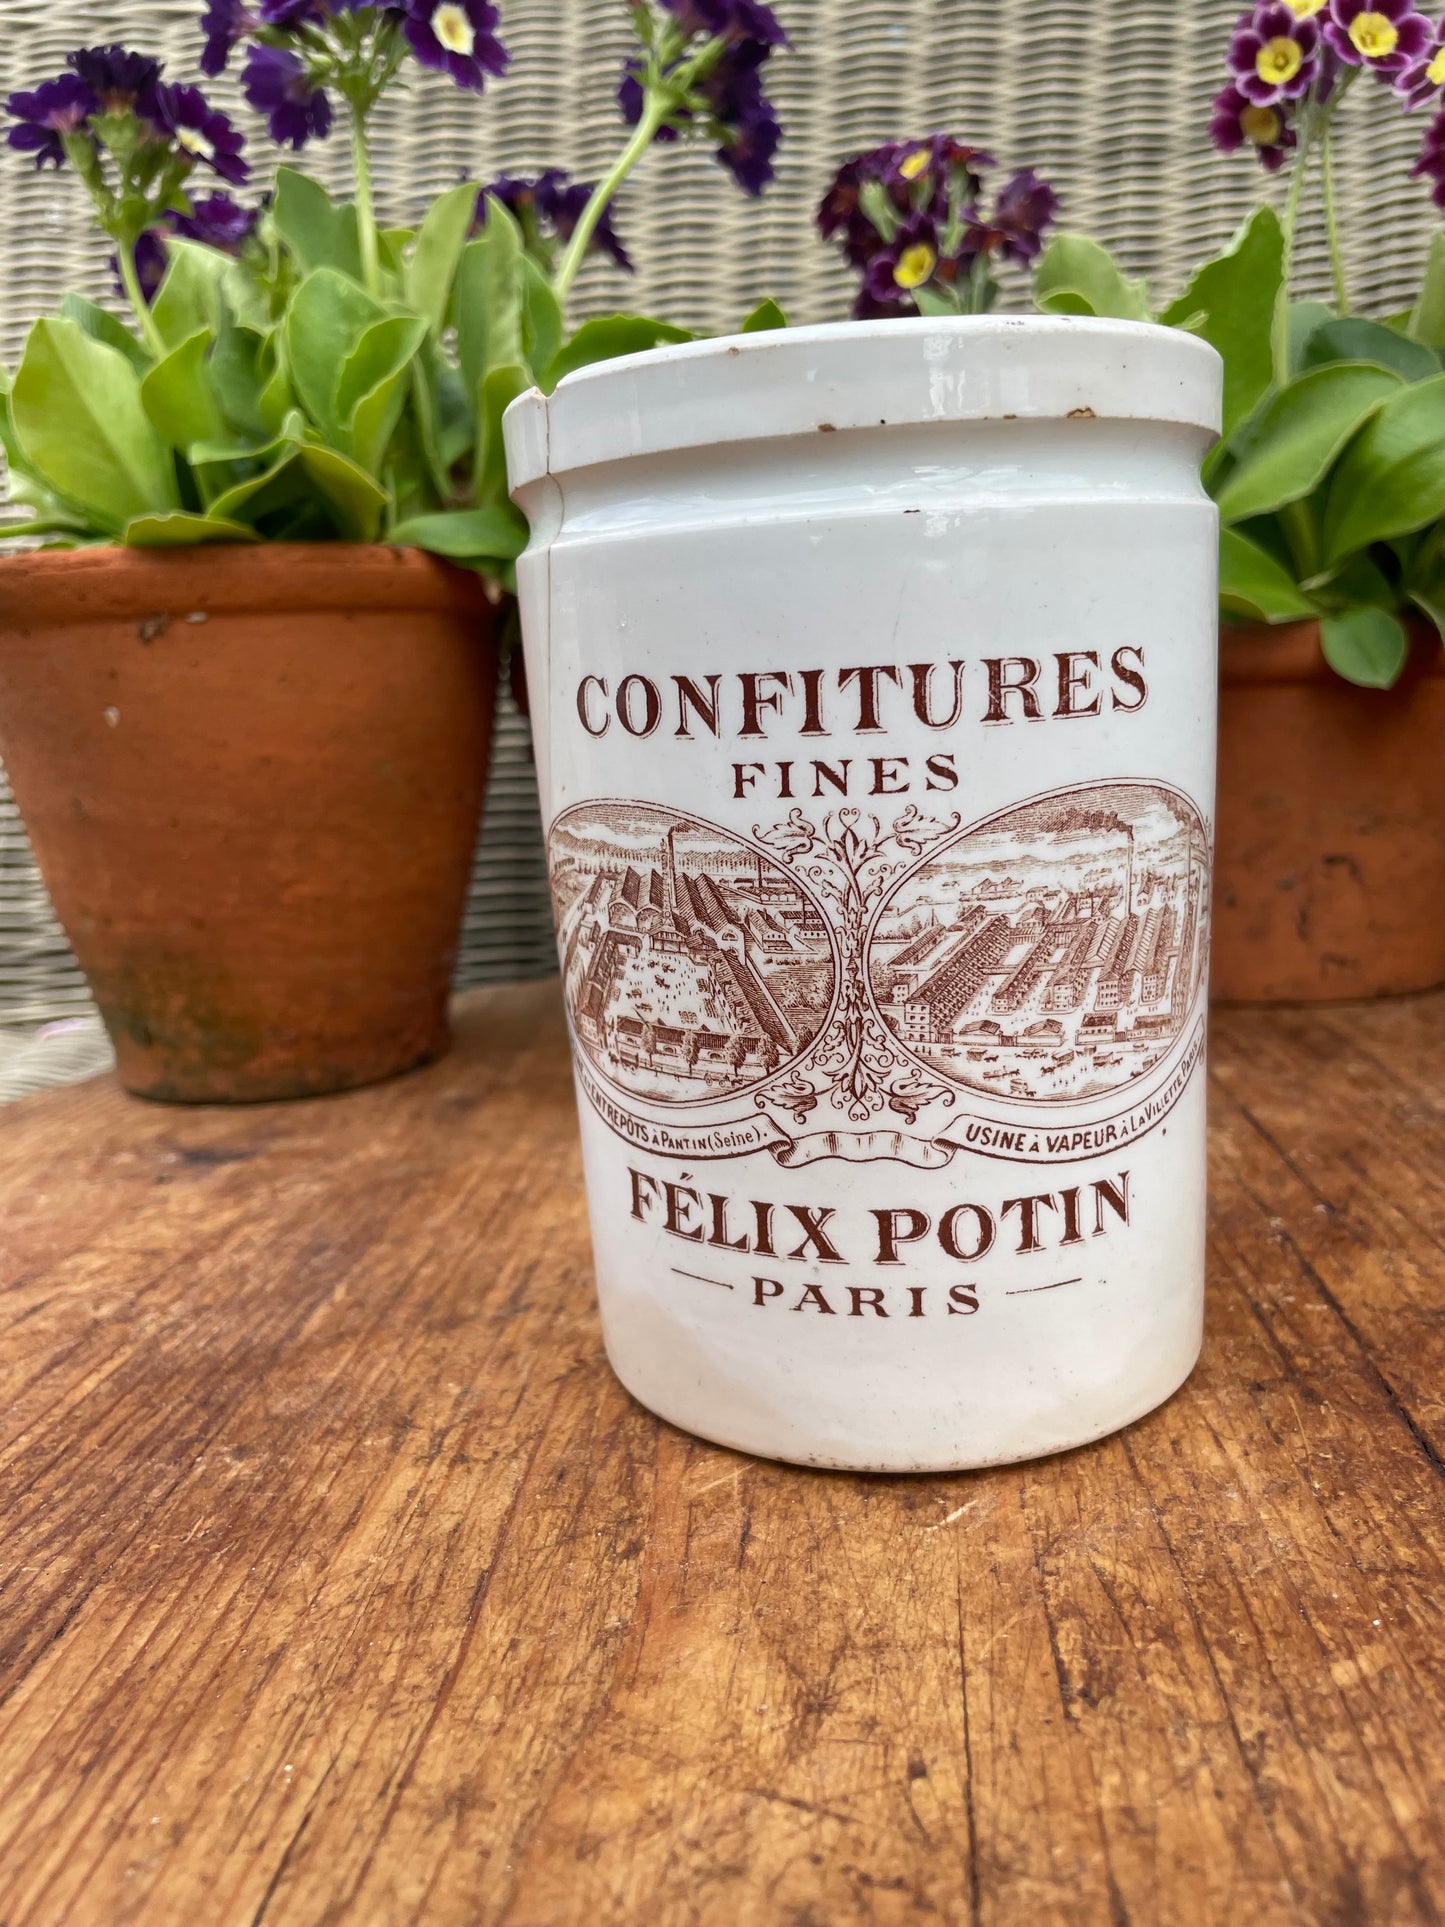 CONFITURES
FINES
ENTREPÔTS À PANTIN (Seine).
USINE À VAPEUR À LA VILLETTE PARIS
FÉLIX POTIN
PARIS